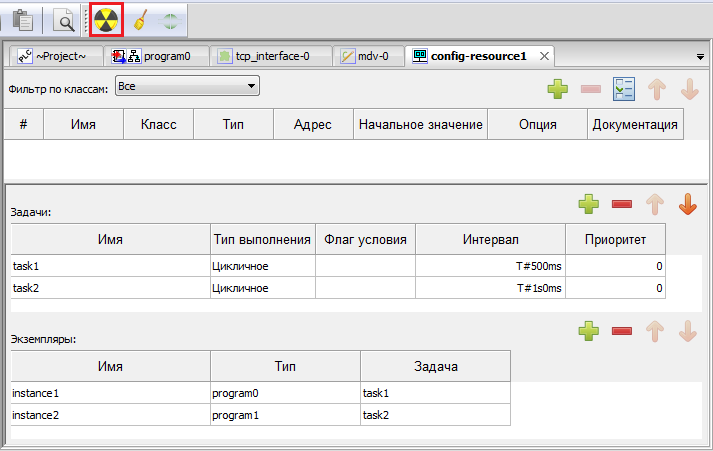 ~Project~ program0 tcp_interface-0 mdv-0 config-resource1
Фильтр по классам: Все
# Имя Класс Тип Адрес Начальное значение Опция Документация
Задачи:
Имя Тип выполнения Флаг условия Интервал Приоритет
task1 Цикличное T#500ms 0
task2 Цикличное T#1s0ms 0
Экземпляры:
Имя Тип Задача
instance1 program0 task1
instance2 program1 task2